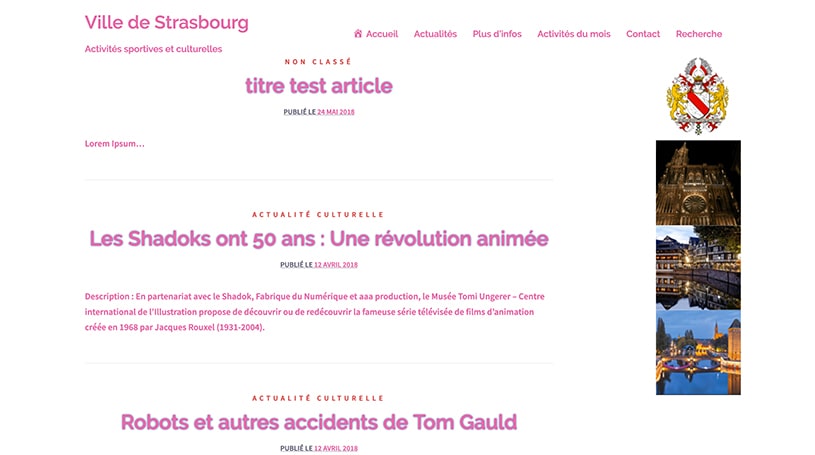 Ville de Strasbourg
Activités sportives et culturelles
Accueil Actualités Plus d'infos Activités du mois Contact Recherche
NON CLASSÉ
titre test article
PUBLIÉ LE 24 MAI 2018
Lorem Ipsum…
ACTUALITÉ CULTURELLE
Les Shadoks ont 50 ans : Une révolution animée
PUBLIÉ LE 12 AVRIL 2018
Description : En partenariat avec le Shadok, Fabrique du Numérique et aaa production, le Musée Tomi Ungerer – Centre
international de l'Illustration propose de découvrir ou de redécouvrir la fameuse série télévisée de films d'animation
créée en 1968 par Jacques Rouxel (1931-2004).
ACTUALITÉ CULTURELLE
Robots et autres accidents de Tom Gauld
PUBLIÉ LE 12 AVRIL 2018